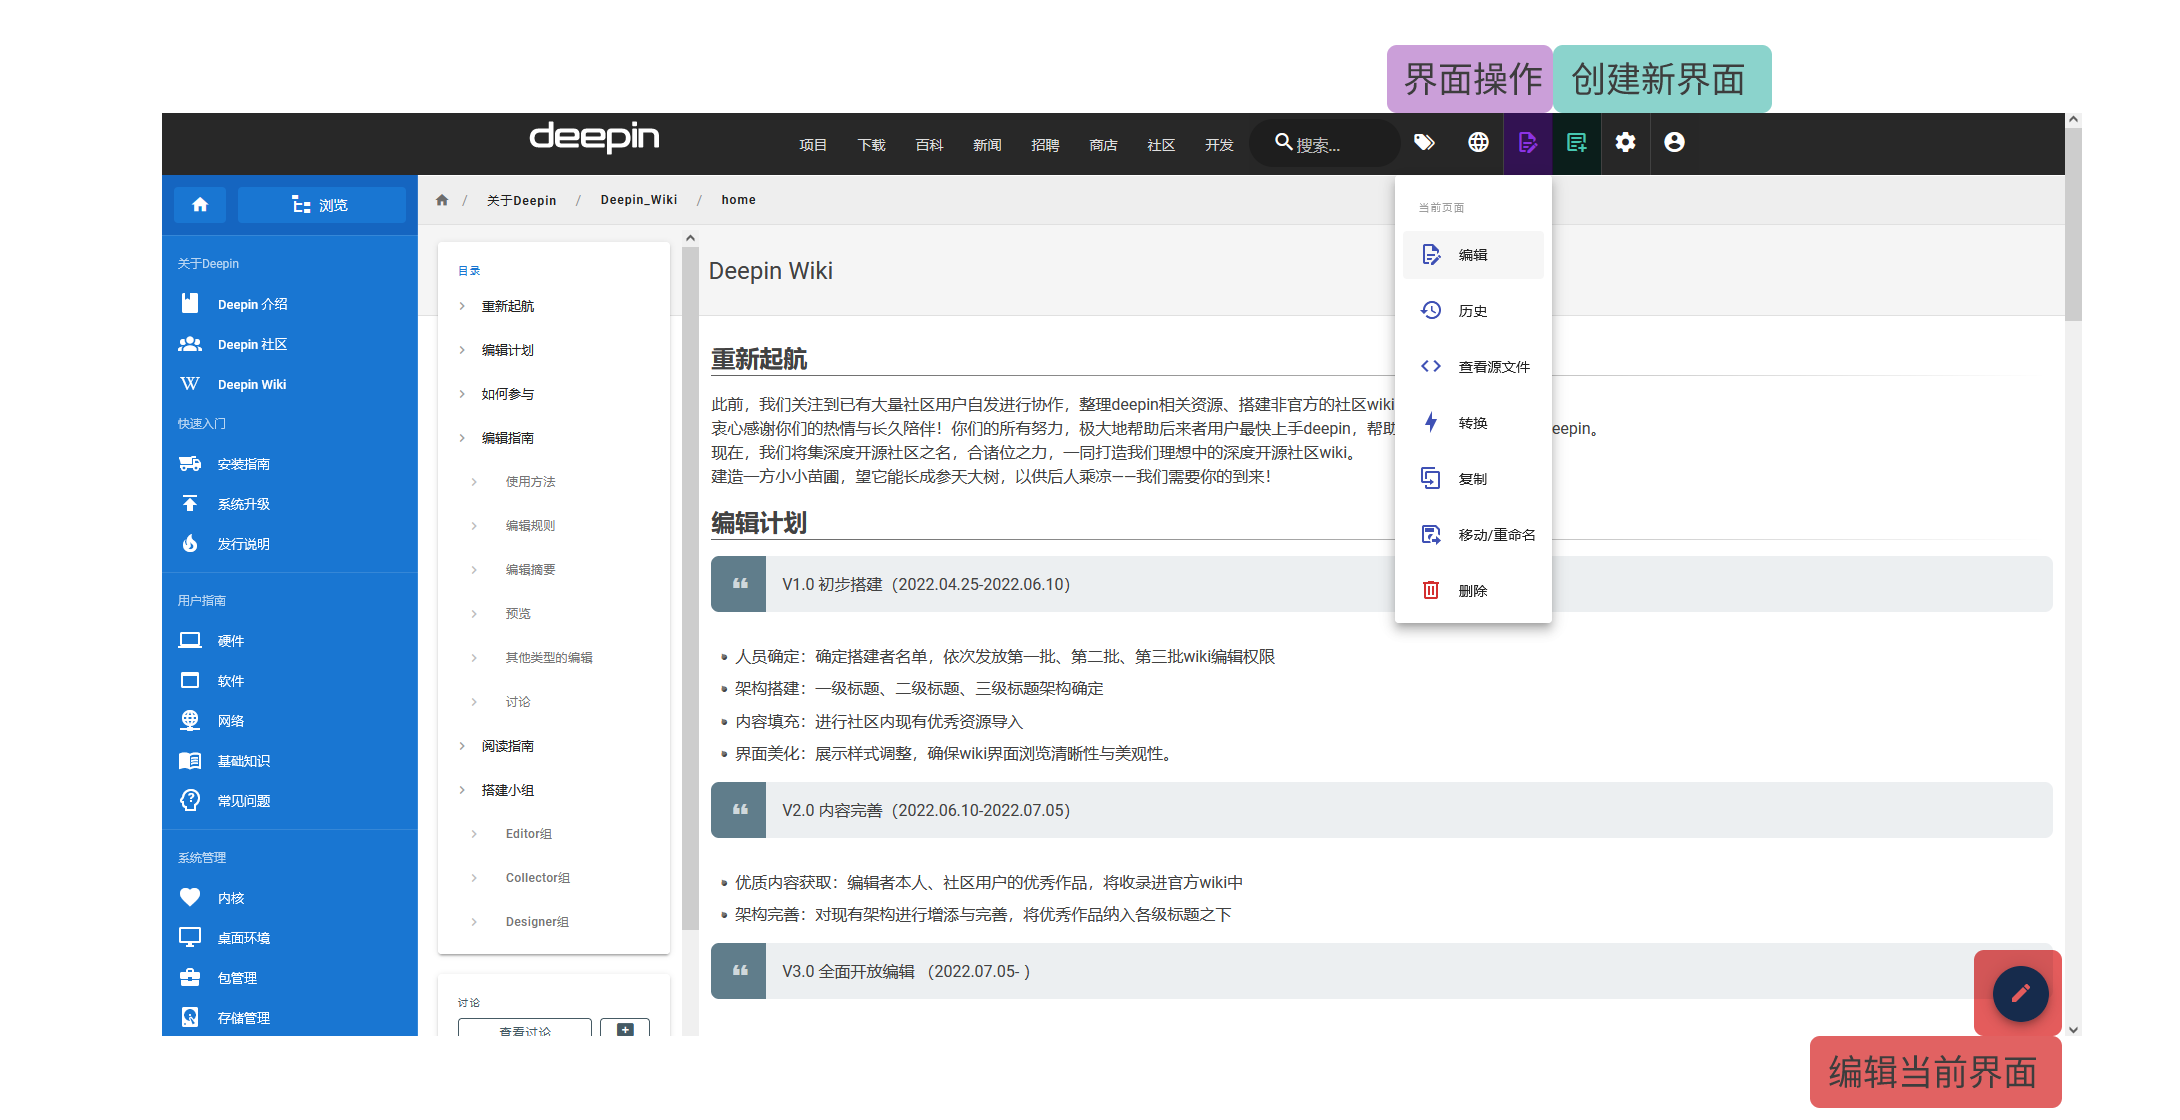 界面操作
创建新界面
deepin
项目
下载
百科
新闻
招聘
商店
社区
开发
搜索...
浏览
关于Deepin
Deepin 介绍
Deepin 社区
Deepin Wiki
快速入门
安装指南
系统升级
发行说明
用户指南
硬件
软件
网络
基础知识
常见问题
系统管理
内核
桌面环境
包管理
存储管理
/ 关于Deepin / Deepin_Wiki / home
目录
重新起航
编辑计划
如何参与
编辑指南
使用方法
编辑规则
编辑摘要
预览
其他类型的编辑
讨论
阅读指南
搭建小组
Editor组
Collector组
Designer组
讨论
查看讨论
Deepin Wiki
重新起航
此前，我们关注到已有大量社区用户自发进行协作，整理deepin相关资源、搭建非官方的社区wiki
衷心感谢你们的热情与长久陪伴！你们的所有努力，极大地帮助后来者用户最快上手deepin，帮助
eepin。
现在，我们将集深度开源社区之名，合诸位之力，一同打造我们理想中的深度开源社区wiki。
建造一方小小苗圃，望它能长成参天大树，以供后人乘凉——我们需要你的到来！
编辑计划
V1.0 初步搭建（2022.04.25-2022.06.10）
人员确定：确定搭建者名单，依次发放第一批、第二批、第三批wiki编辑权限
架构搭建：一级标题、二级标题、三级标题架构确定
内容填充：进行社区内现有优秀资源导入
界面美化：展示样式调整，确保wiki界面浏览清晰性与美观性。
V2.0 内容完善（2022.06.10-2022.07.05）
优质内容获取：编辑者本人、社区用户的优秀作品，将收录进官方wiki中
架构完善：对现有架构进行增添与完善，将优秀作品纳入各级标题之下
V3.0 全面开放编辑 （2022.07.05- ）
当前页面
编辑
历史
查看源文件
转换
复制
移动/重命名
删除
编辑当前界面